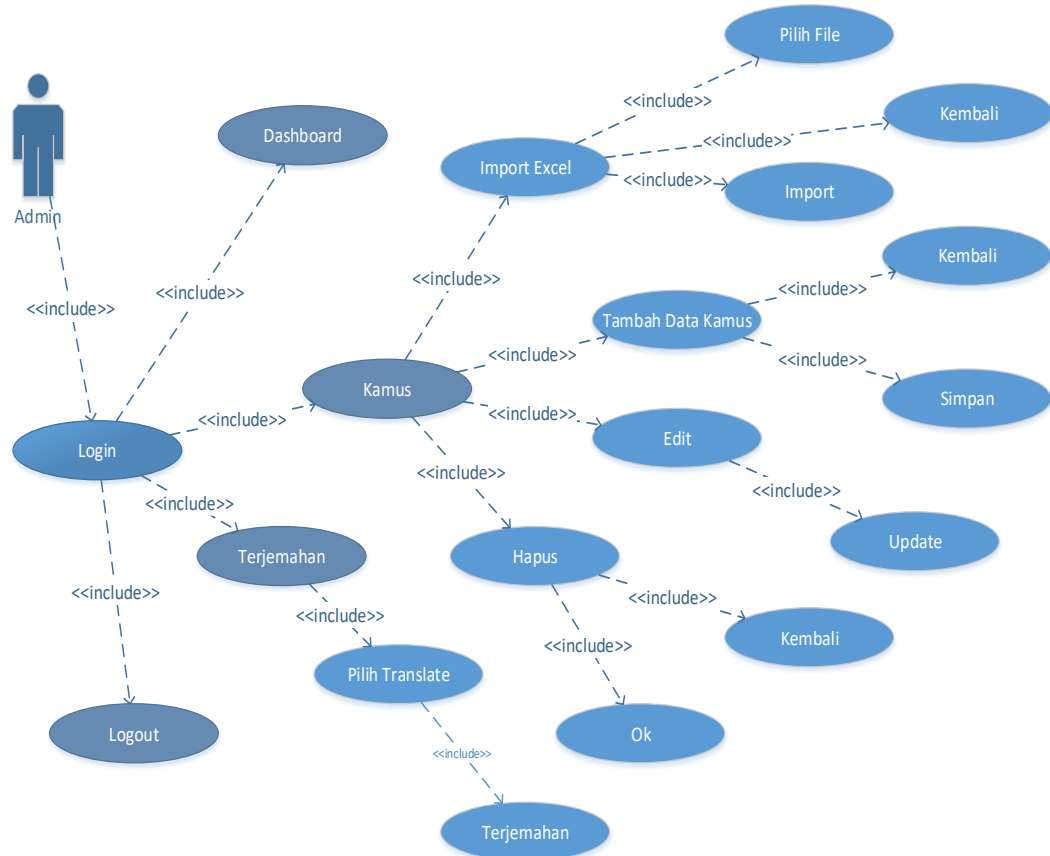 Pilih File
<<include>>
Kembali
Dashboard
<<include>>
Import Excel
<<include>>
Import
Admin
Kembali
<<include>>
<<include>>
<<include>>
<<include>>
Tambah Data Kamus
<<include>>
<<include>>
Kamus
Simpan
<<include>>
<<include>>
Edit
Login
<<include>>
<<include>>
<<include>>
Terjemahan
Hapus
Update
<<include>>
<<include>>
<<include>>
Kembali
<<include>>
Pilih Translate
Logout
Ok
<<include>>
Terjemahan